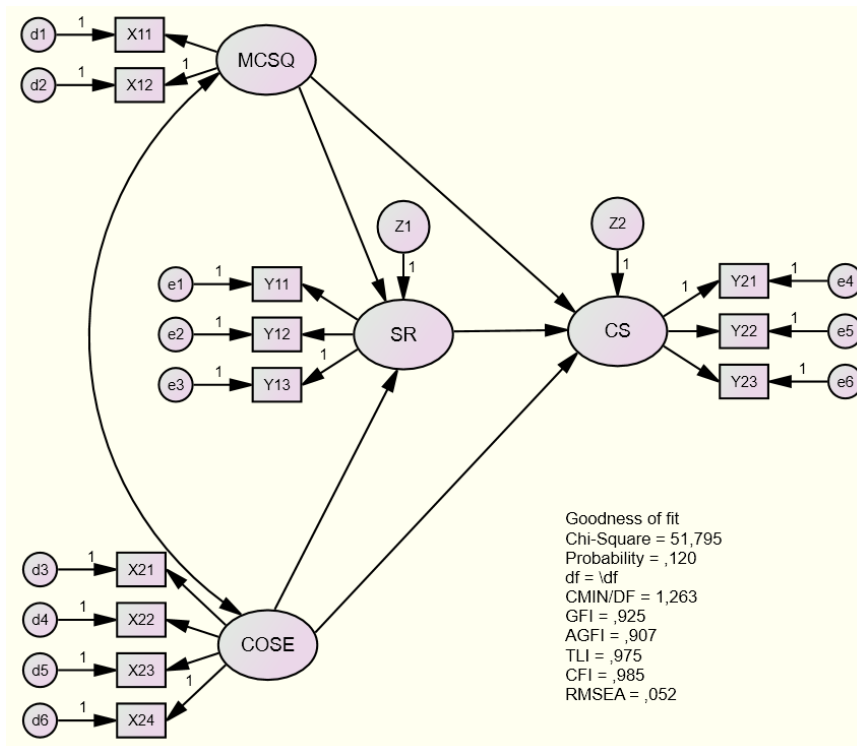 d1
1
X11
d2
1
X12
1
MCSQ
Z1
1
Z2
1
e1
1
Y11
e2
1
Y12
e3
1
Y13
1
SR
CS
1
Y21
1
e4
Y22
1
e5
Y23
1
e6
d3
1
X21
d4
1
X22
d5
1
X23
d6
1
X24
1
COSE
Goodness of fit
Chi-Square = 51,795
Probability = ,120
df = \df
CMIN/DF = 1,263
GFI = ,925
AGFI = ,907
TLI = ,975
CFI = ,985
RMSEA = ,052